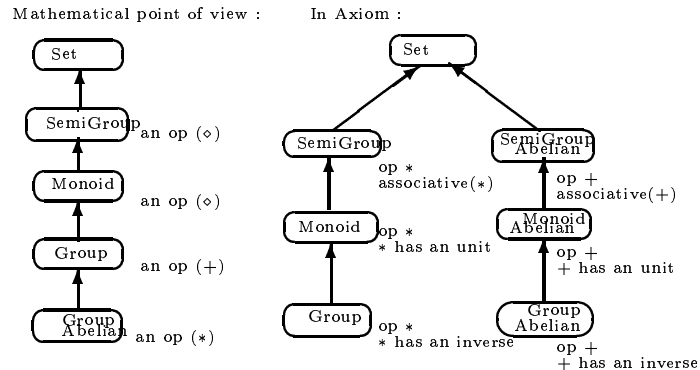 Mathematical point of view :
Set
SemiGroup
an op (⋄)
Monoid
an op (⋄)
Group
an op (+)
Group
Abelian
an op (*)
In Axiom :
Set
SemiGroup
op *
associative(*)
Monoid
op *
* has an unit
Group
op *
* has an inverse
SemiGroup
Abelian
op +
associative(+)
Monoid
Abelian
op +
+ has an unit
Group
Abelian
op +
+ has an inverse